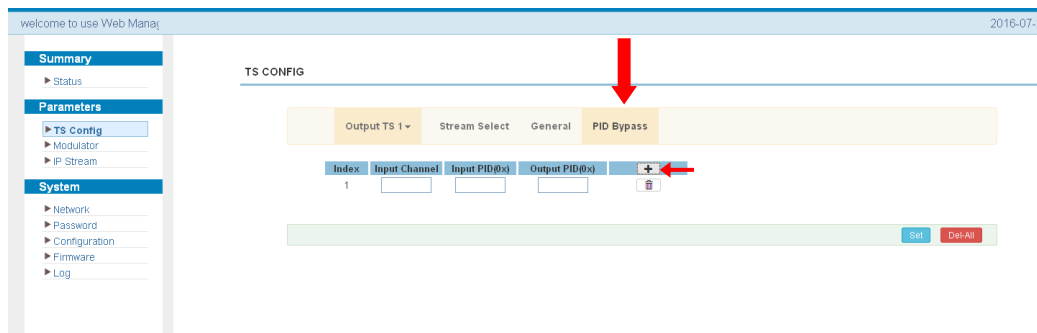 welcome to use Web Manag
2016-07-
Summary
Status
Parameters
TS Config
Modulator
IP Stream
System
Network
Password
Configuration
Firmware
Log
TS CONFIG
Output TS 1 Stream Select General PID Bypass
Index Input Channel Input PID(0x) Output PID(0x) +
1
Set Del-All